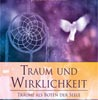 TRAUM UND
WIRKLICHKEIT
TRÄUME ALS BOTEN DER SEELE